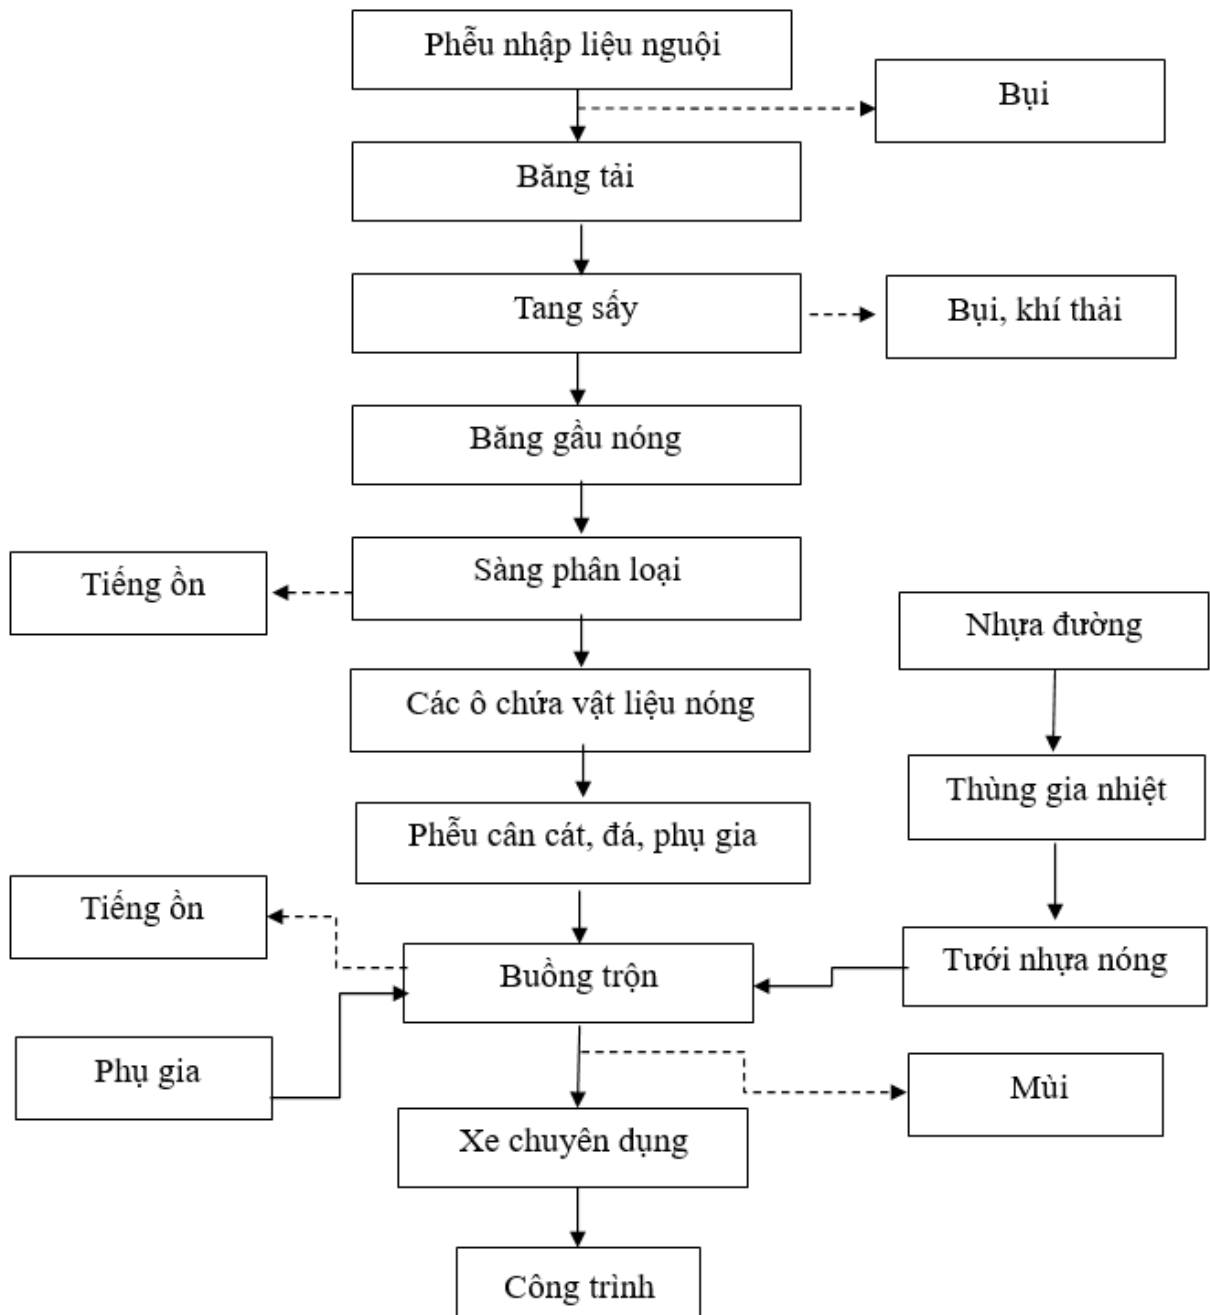 Phễu nhập liệu nguội
Bụi
Băng tải
Tang sấy
Bụi, khí thải
Băng gầu nóng
Sàng phân loại
Tiếng ồn
Nhựa đường
Các ô chứa vật liệu nóng
Thùng gia nhiệt
Phễu cân cát, đá, phụ gia
Tiếng ồn
Buồng trộn
Tưới nhựa nóng
Phụ gia
Mùi
Xe chuyên dụng
Công trình